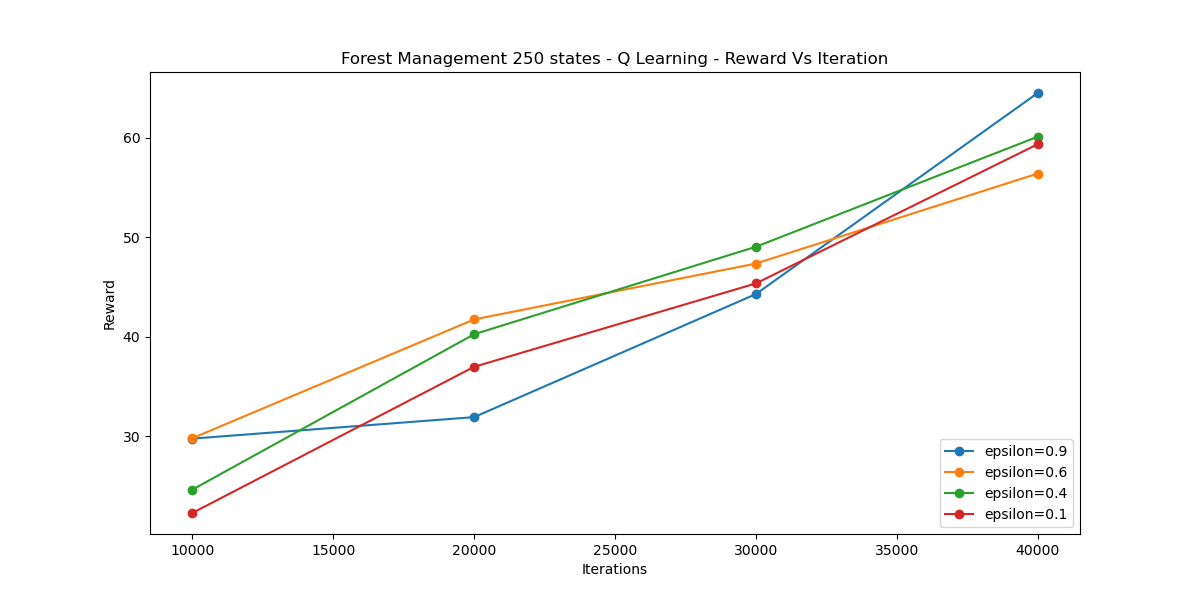 Forest Management 250 states - Q Learning - Reward Vs Iteration
Reward
60
50
40
30
epsilon=0.9
epsilon=0.6
epsilon=0.4
epsilon=0.1
10000 15000 20000 25000 30000 35000 40000
Iterations